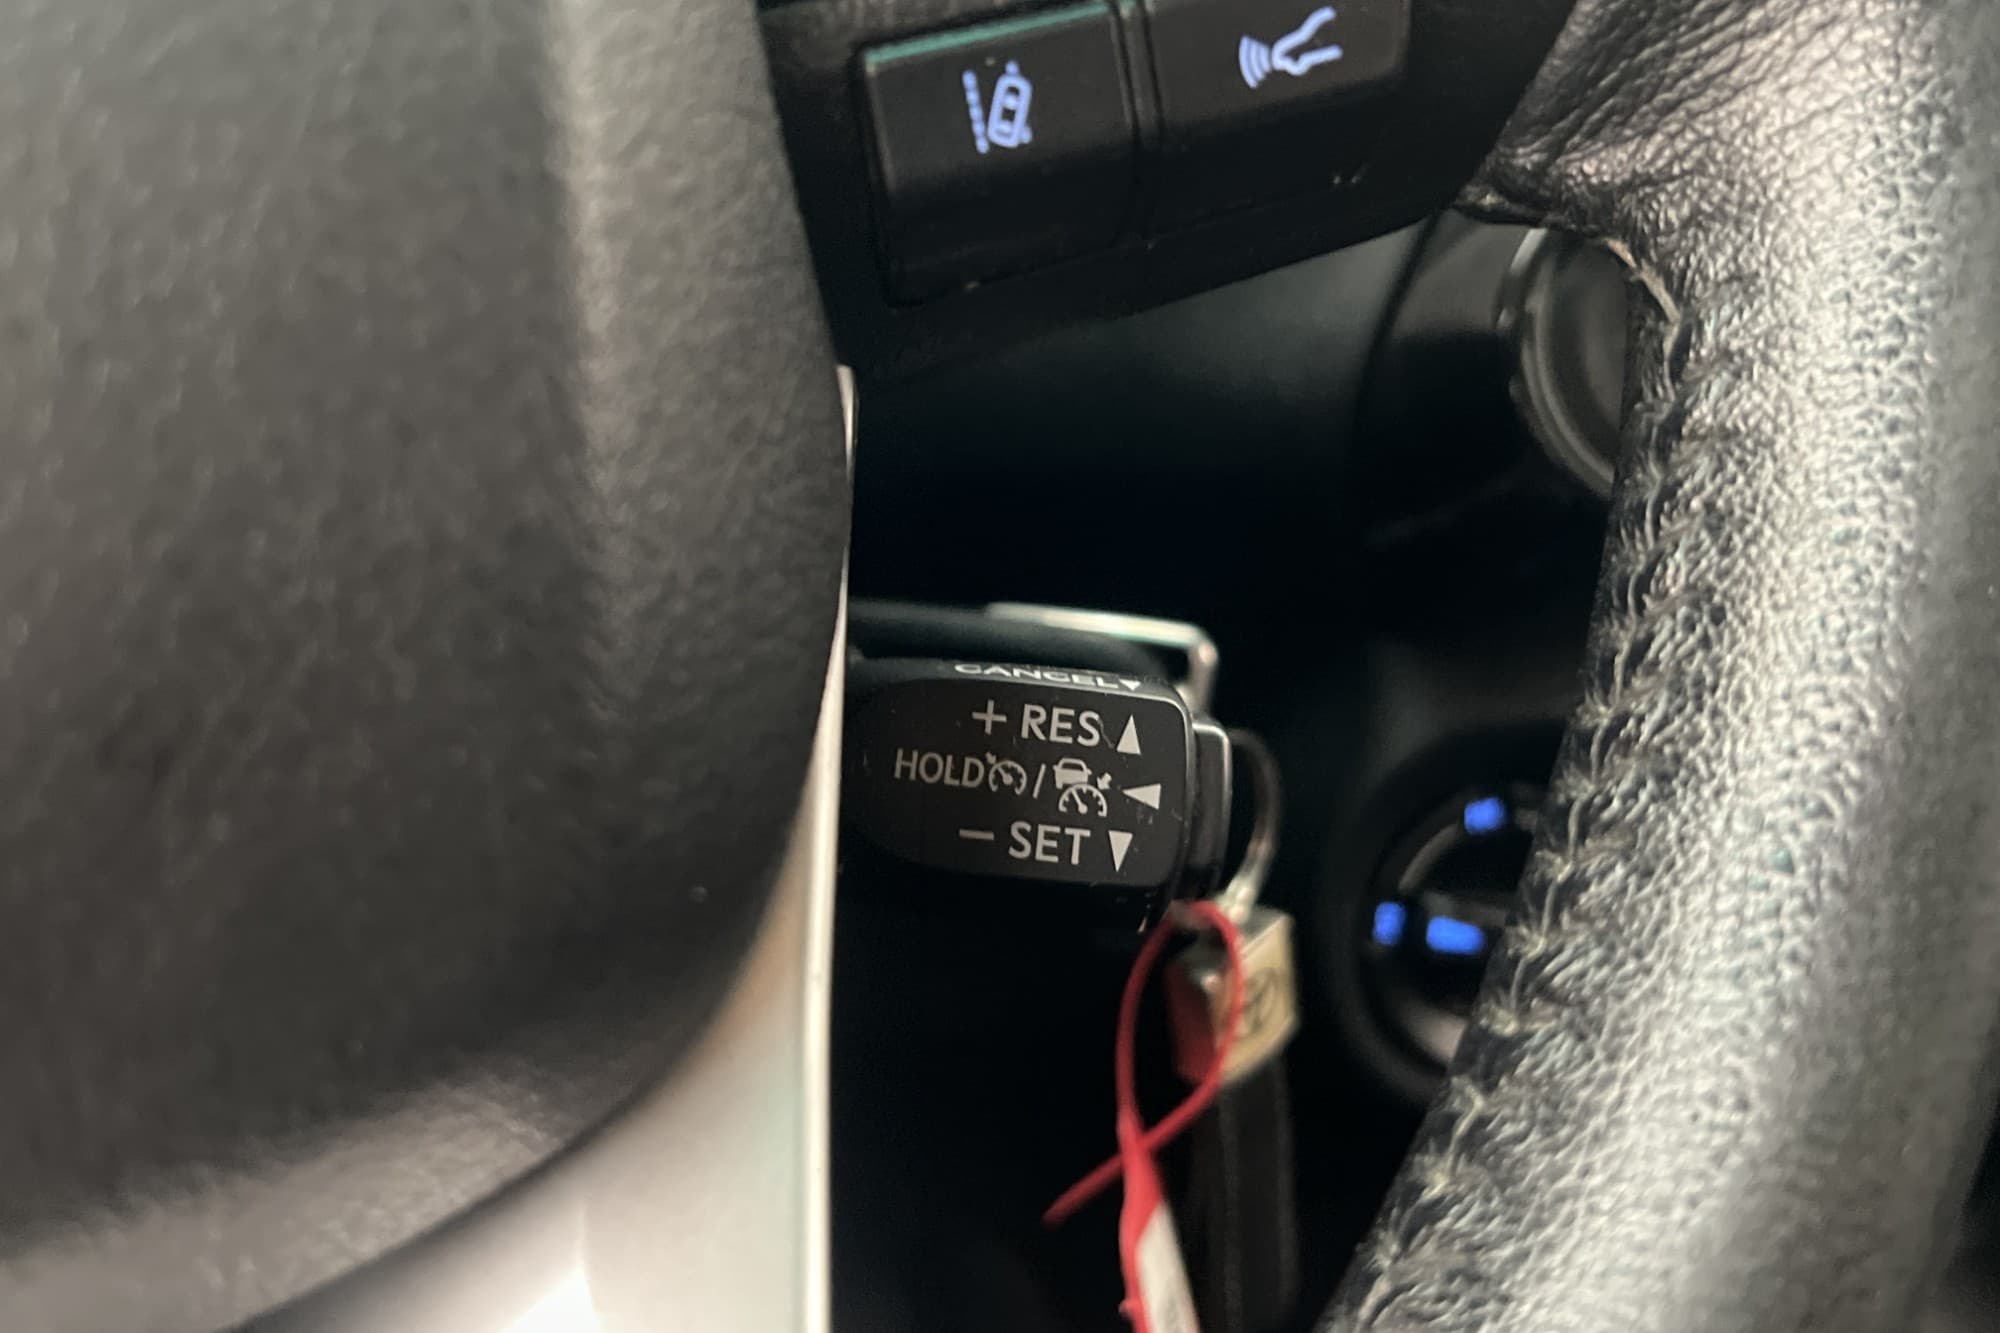 CANCEL▼
+ RES ▲
HOLD / ◀
− SET ▼